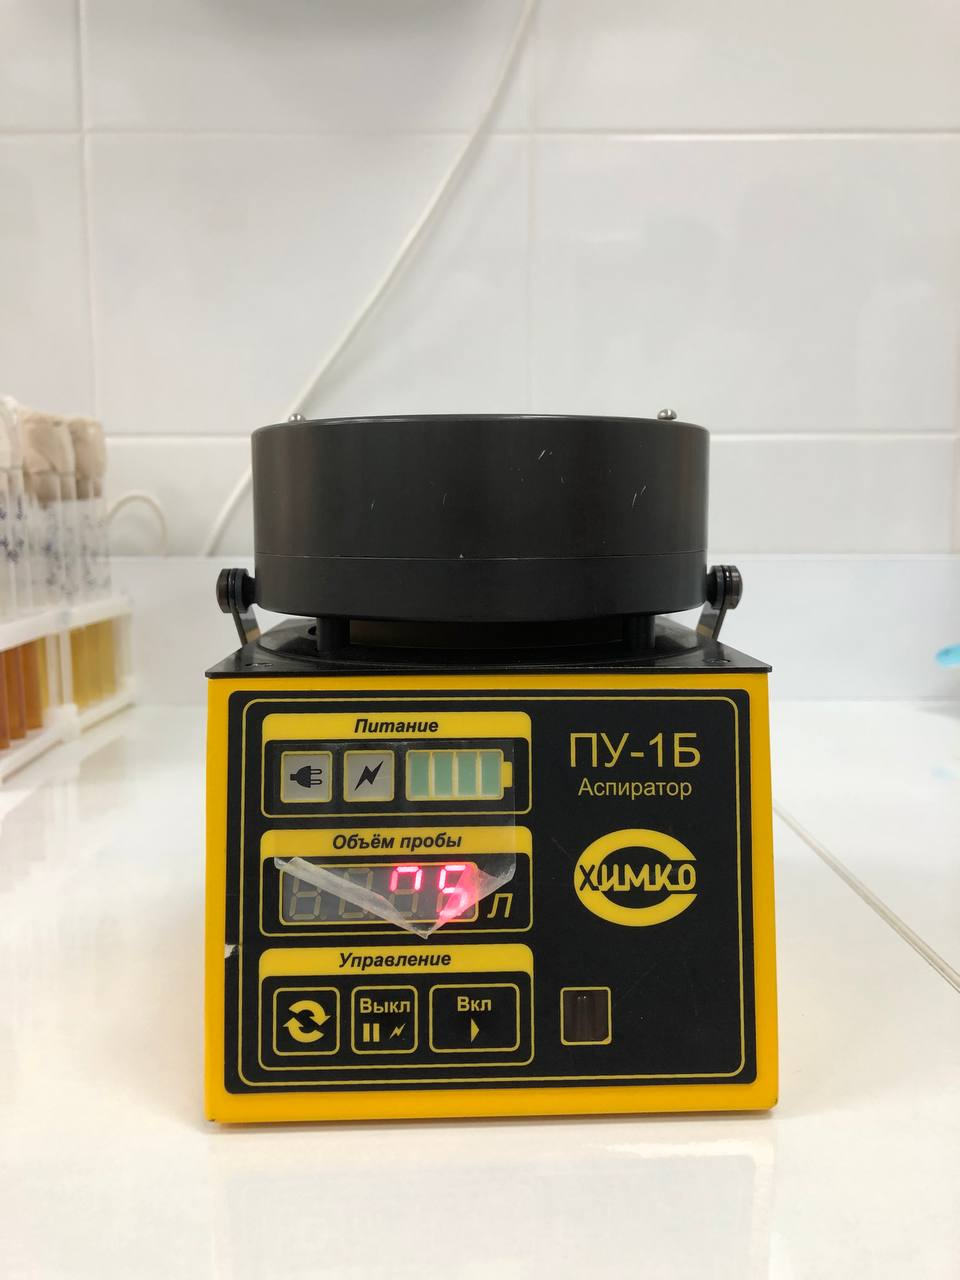 Питание
ПУ-1Б
Аспиратор
Объём пробы
л
ХИМКО
Управление
Выкл
Вкл